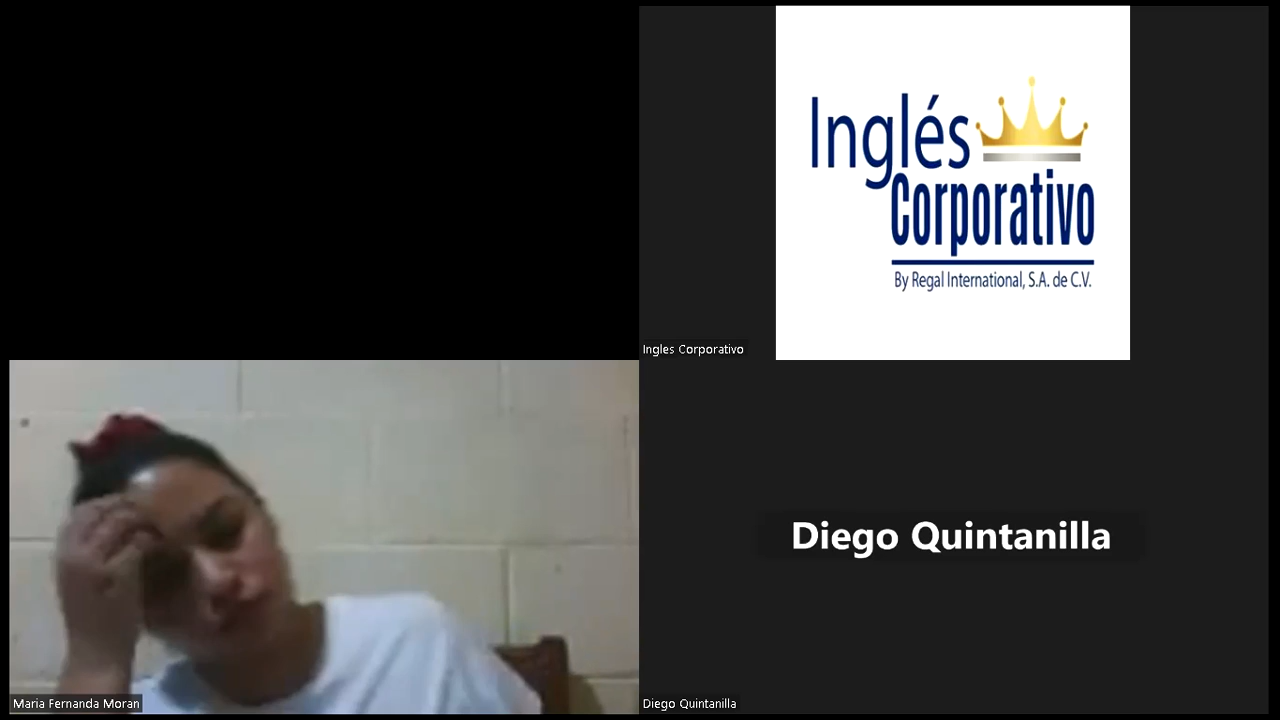 Inglés
Corporativo
By Regal International, S.A. de C.V.
Ingles Corporativo
Diego Quintanilla
Maria Fernanda Moran
Diego Quintanilla